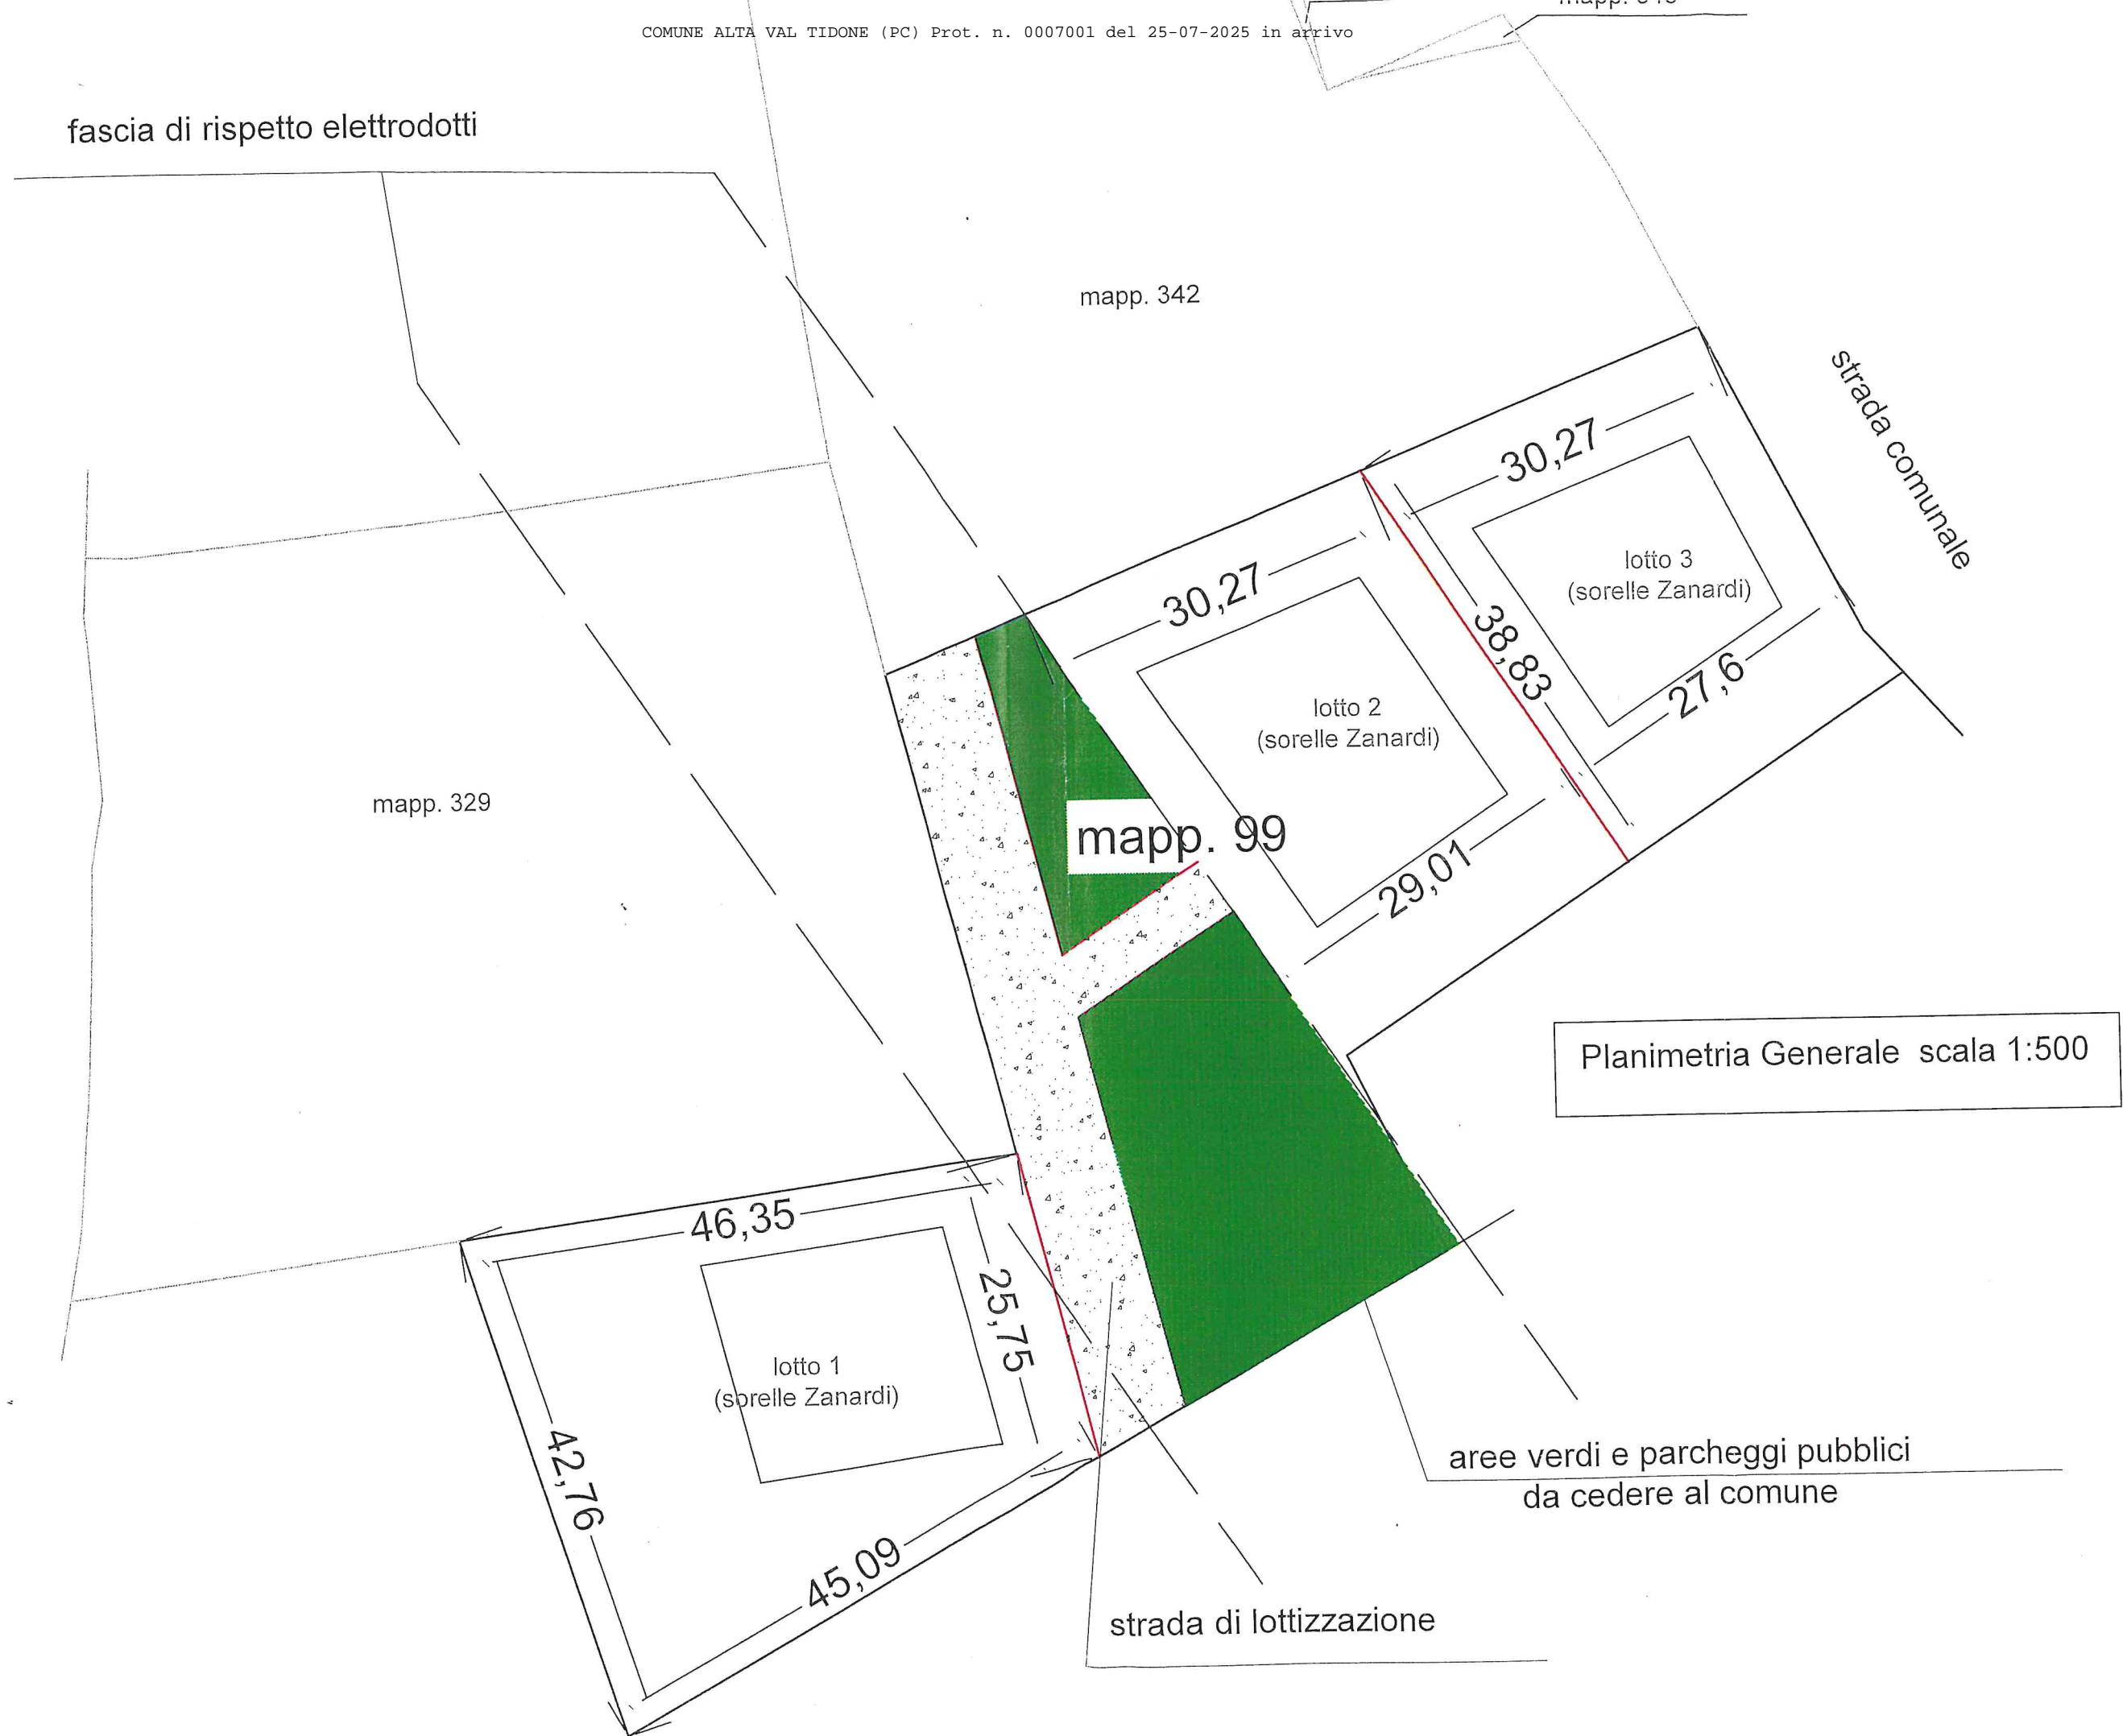 COMUNE ALTA VAL TIDONE (PC) Prot. n. 0007001 del 25-07-2025 in arrivo
fascia di rispetto elettrodotti
mapp. 342
strada comunale
30,27
lotto 3
(sorelle Zanardi)
30,27
38,83
27,6
lotto 2
(sorelle Zanardi)
mapp. 329
mapp. 99
29,01
Planimetria Generale scala 1:500
46,35
25,75
lotto 1
(sorelle Zanardi)
42,76
45,09
aree verdi e parcheggi pubblici
da cedere al comune
strada di lottizzazione